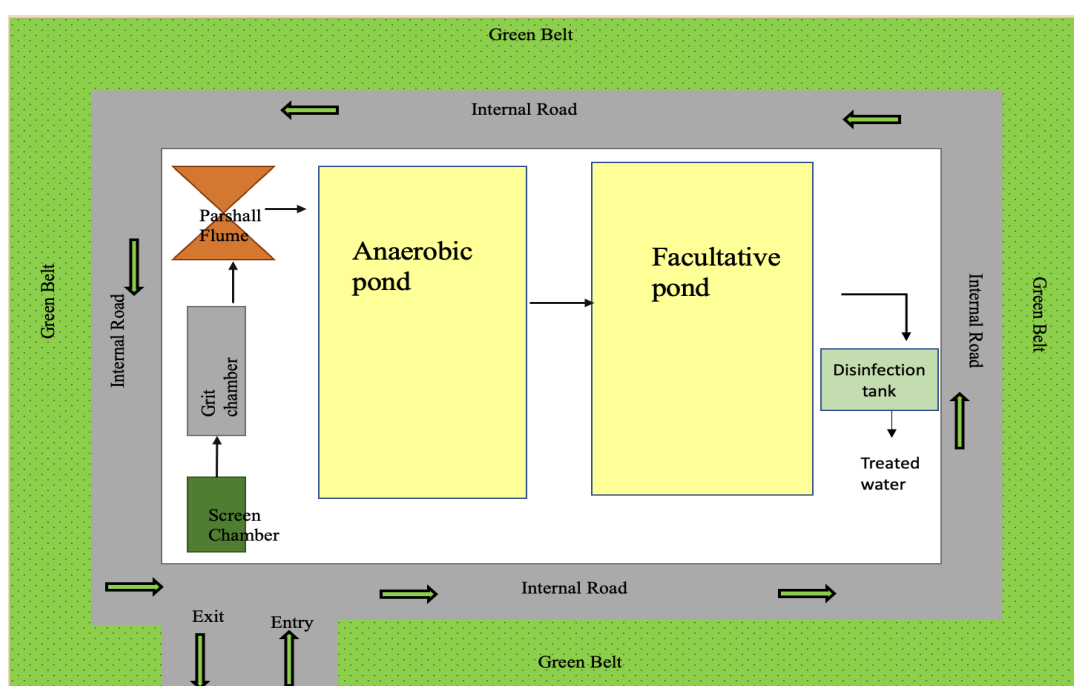 Green Belt
Internal Road
Parshall
Flume
Anaerobic
pond
Facultative
pond
Green Belt
Internal Road
Internal Road
Green Belt
Grit
chamber
Disinfection
tank
Treated
water
Screen
Chamber
Internal Road
Exit
Entry
Green Belt